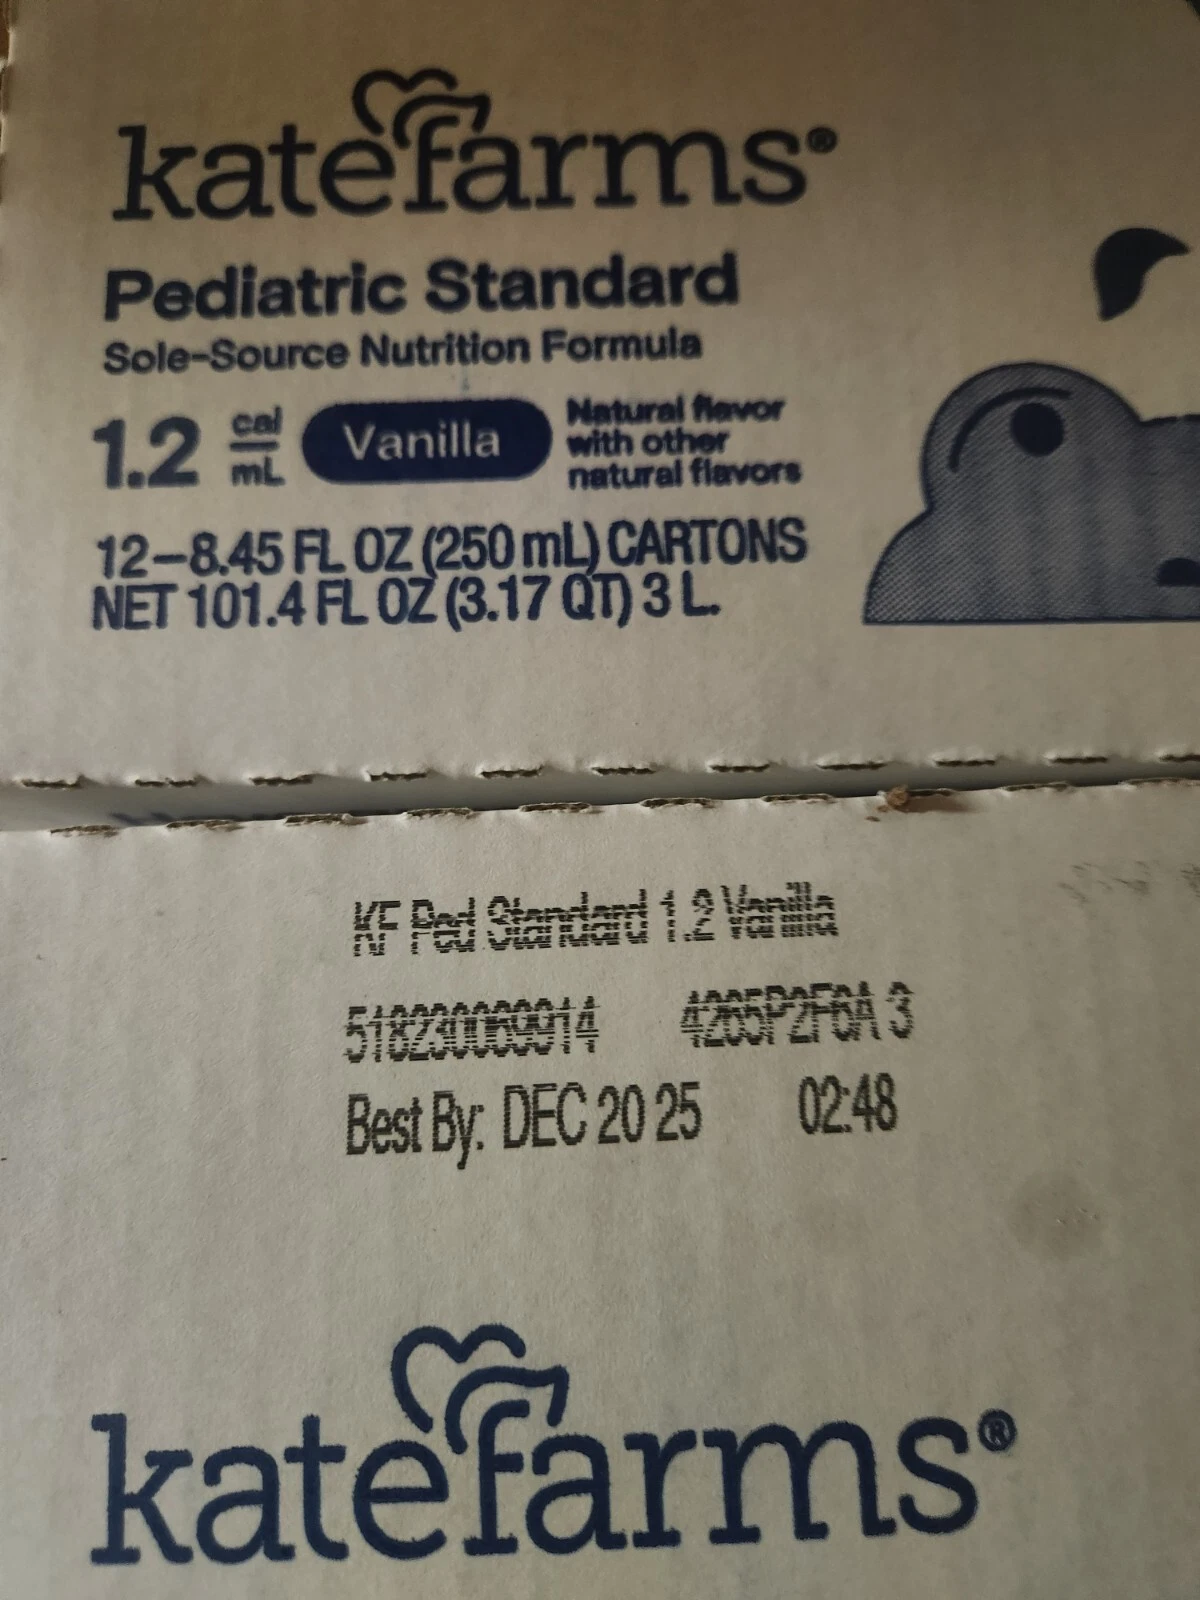 katefarms®
Pediatric Standard
Sole-Source Nutrition Formula
1.2 cal/mL Vanilla Natural flavor with other natural flavors
12–8.45 FL OZ (250 mL) CARTONS
NET 101.4 FL OZ (3.17 QT) 3 L.
KF Ped Standard 1.2 Vanilla
Best By: DEC 20 25 02:48
katefarms®